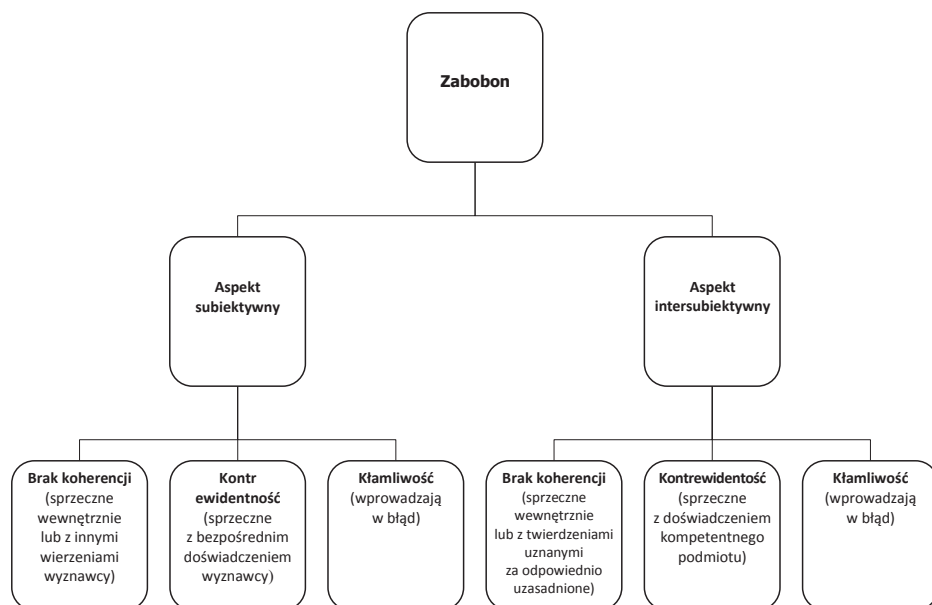 Zabobon
Aspekt
subiektywny
Aspekt
intersubiektywny
Brak koherencji
(sprzeczne
wewnętrznie
lub z innymi
wierzeniami
wyznawcy)
Kontr
ewidentność
(sprzeczne
z bezpośrednim
doświadczeniem
wyznawcy)
Kłamliwość
(wprowadzają
w błąd)
Brak koherencji
(sprzeczne
wewnętrznie
lub z twierdzeniami
uznanymi
za odpowiednio
uzasadnione)
Kontrewidentość
(sprzeczne
z doświadczeniem
kompetentnego
podmiotu)
Kłamliwość
(wprowadzają
w błąd)